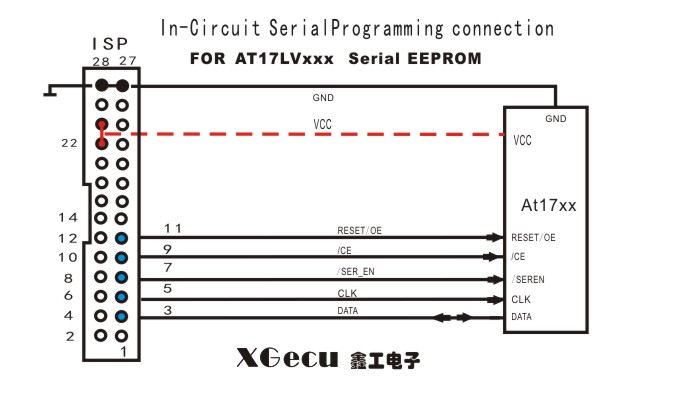 In-Circuit SerialProgramming connection
FOR AT17LVxxx Serial EEPROM
ISP
28 27
GND
GND
VCC
VCC
22
At17xx
14
12 11 RESET/OE RESET/OE
10 9 /CE /CE
8 7 /SER_EN /SEREN
6 5 CLK CLK
4 3 DATA DATA
2
1
XGecu 鑫工电子